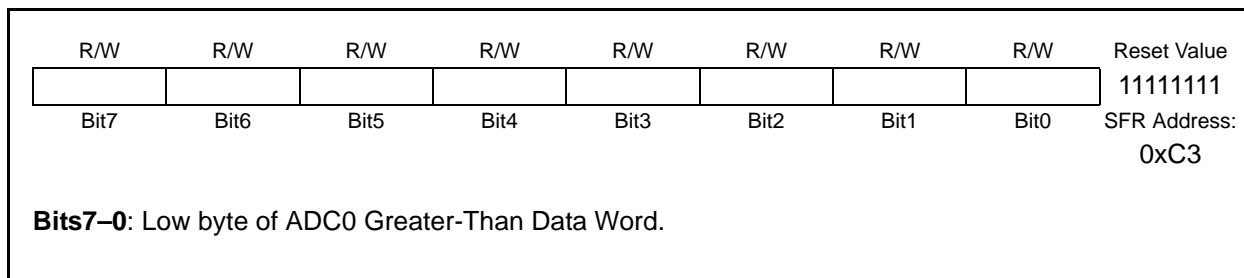 R/W R/W R/W R/W R/W R/W R/W R/W Reset Value
11111111
Bit7 Bit6 Bit5 Bit4 Bit3 Bit2 Bit1 Bit0 SFR Address:
0xC3
Bits7–0: Low byte of ADC0 Greater-Than Data Word.